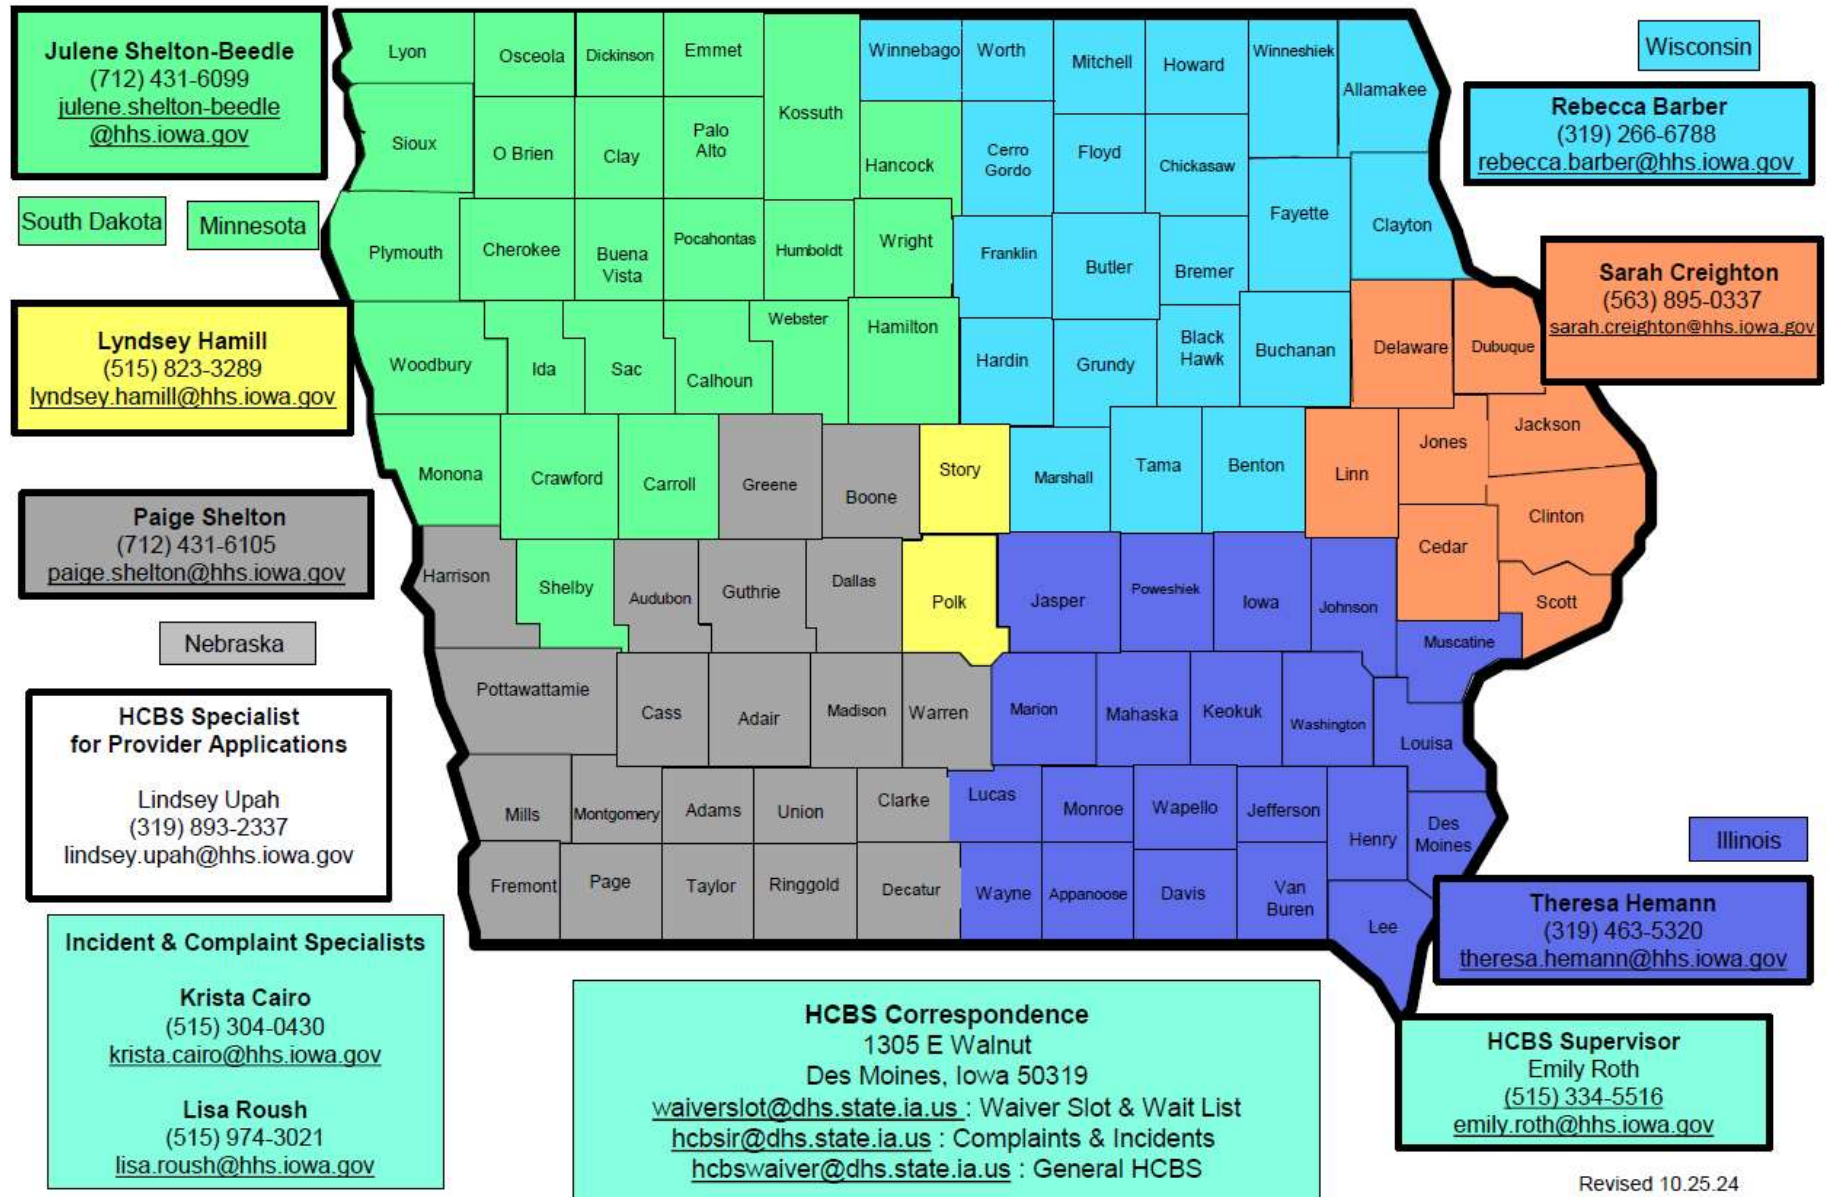 Julene Shelton-Beedle
(712) 431-6099
julene.shelton-beedle
@hhs.iowa.gov
South Dakota
Minnesota
Lyndsey Hamill
(515) 823-3289
lyndsey.hamill@hhs.iowa.gov
Paige Shelton
(712) 431-6105
paige.shelton@hhs.iowa.gov
Nebraska
HCBS Specialist
for Provider Applications
Lindsey Upah
(319) 893-2337
lindsey.upah@hhs.iowa.gov
Incident & Complaint Specialists
Krista Cairo
(515) 304-0430
krista.cairo@hhs.iowa.gov
Lisa Roush
(515) 974-3021
lisa.roush@hhs.iowa.gov
Lyon
Osceola
Dickinson
Emmet
Kossuth
Winnebago
Worth
Mitchell
Howard
Winneshiek
Allamakee
Sioux
O Brien
Clay
Palo
Alto
Hancock
Cerro
Gordo
Floyd
Chickasaw
Fayette
Clayton
Plymouth
Cherokee
Buena
Vista
Pocahontas
Humboldt
Wright
Franklin
Butler
Bremer
Woodbury
Ida
Sac
Calhoun
Webster
Hamilton
Hardin
Grundy
Black
Hawk
Buchanan
Delaware
Dubuque
Monona
Crawford
Carroll
Greene
Boone
Story
Marshall
Tama
Benton
Linn
Jones
Jackson
Clinton
Cedar
Scott
Harrison
Shelby
Audubon
Guthrie
Dallas
Polk
Jasper
Poweshiek
Iowa
Johnson
Muscatine
Pottawattamie
Cass
Adair
Madison
Warren
Marion
Mahaska
Keokuk
Washington
Louisa
Mills
Montgomery
Adams
Union
Clarke
Lucas
Monroe
Wapello
Jefferson
Henry
Des
Moines
Fremont
Page
Taylor
Ringgold
Decatur
Wayne
Appanoose
Davis
Van
Buren
Lee
Wisconsin
Rebecca Barber
(319) 266-6788
rebecca.barber@hhs.iowa.gov
Sarah Creighton
(563) 895-0337
sarah.creighton@hhs.iowa.gov
Illinois
Theresa Hemann
(319) 463-5320
theresa.hemann@hhs.iowa.gov
HCBS Correspondence
1305 E Walnut
Des Moines, Iowa 50319
waiverslot@dhs.state.ia.us : Waiver Slot & Wait List
hcbsir@dhs.state.ia.us : Complaints & Incidents
hcbswaiver@dhs.state.ia.us : General HCBS
HCBS Supervisor
Emily Roth
(515) 334-5516
emily.roth@hhs.iowa.gov
Revised 10.25.24